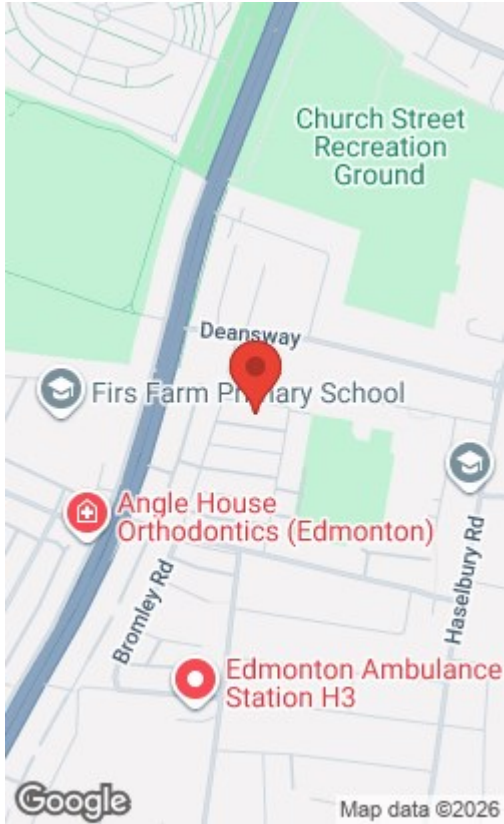 Church Street
Recreation
Ground
Deansway
Firs Farm Primary School
Angle House
Orthodontics (Edmonton)
Haselbury Rd
Bromley Rd
Edmonton Ambulance
Station H3
Google
Map data ©2026